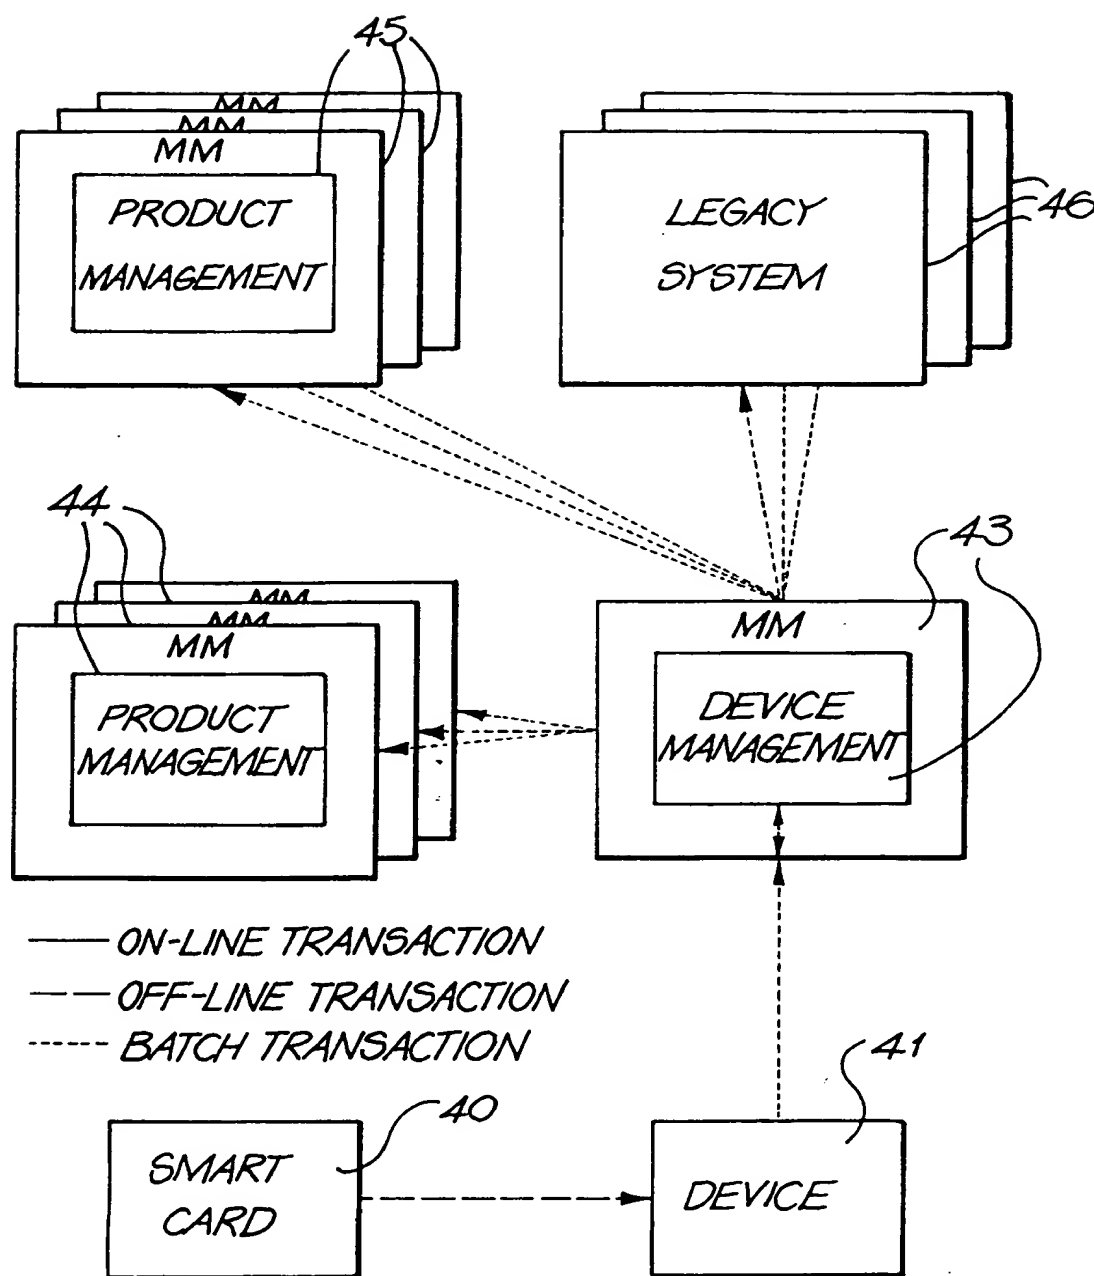 45
MM
MM
MM
PRODUCT
MANAGEMENT
LEGACY
SYSTEM
46
44
MM
MM
MM
PRODUCT
MANAGEMENT
43
MM
DEVICE
MANAGEMENT
ON-LINE TRANSACTION
OFF-LINE TRANSACTION
BATCH TRANSACTION
40
SMART
CARD
41
DEVICE